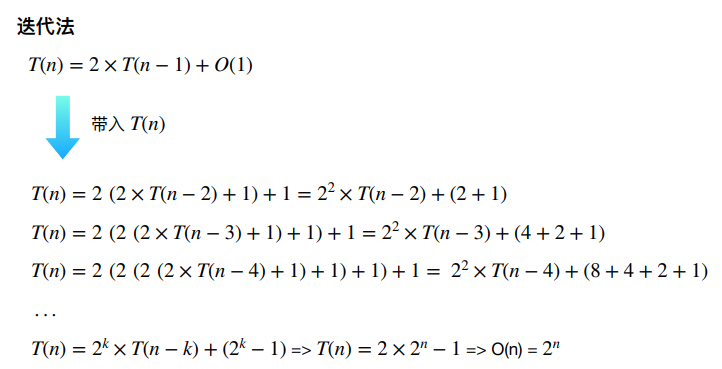 迭代法
T(n) = 2 × T(n − 1) + O(1)
带入 T(n)
T(n) = 2 (2 × T(n − 2) + 1) + 1 = 2² × T(n − 2) + (2 + 1)
T(n) = 2 (2 (2 × T(n − 3) + 1) + 1) + 1 = 2² × T(n − 3) + (4 + 2 + 1)
T(n) = 2 (2 (2 (2 × T(n − 4) + 1) + 1) + 1) + 1 = 2² × T(n − 4) + (8 + 4 + 2 + 1)
...
T(n) = 2ᵏ × T(n − k) + (2ᵏ − 1) => T(n) = 2 × 2ⁿ − 1 => O(n) = 2ⁿ